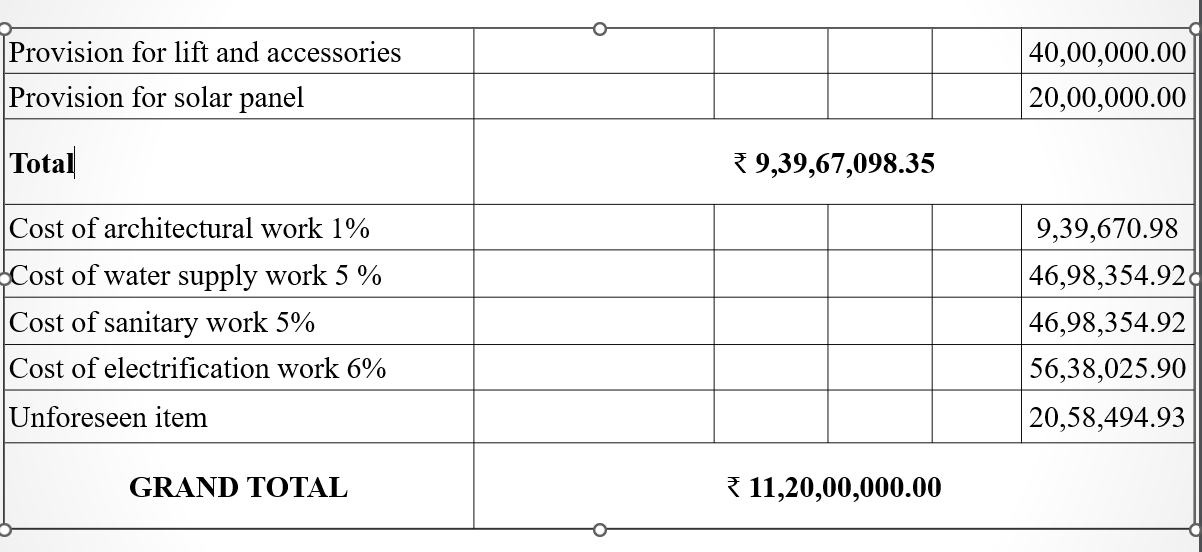 Provision for lift and accessories 40,00,000.00
Provision for solar panel 20,00,000.00
Total ₹ 9,39,67,098.35
Cost of architectural work 1% 9,39,670.98
Cost of water supply work 5 % 46,98,354.92
Cost of sanitary work 5% 46,98,354.92
Cost of electrification work 6% 56,38,025.90
Unforeseen item 20,58,494.93
GRAND TOTAL ₹ 11,20,00,000.00